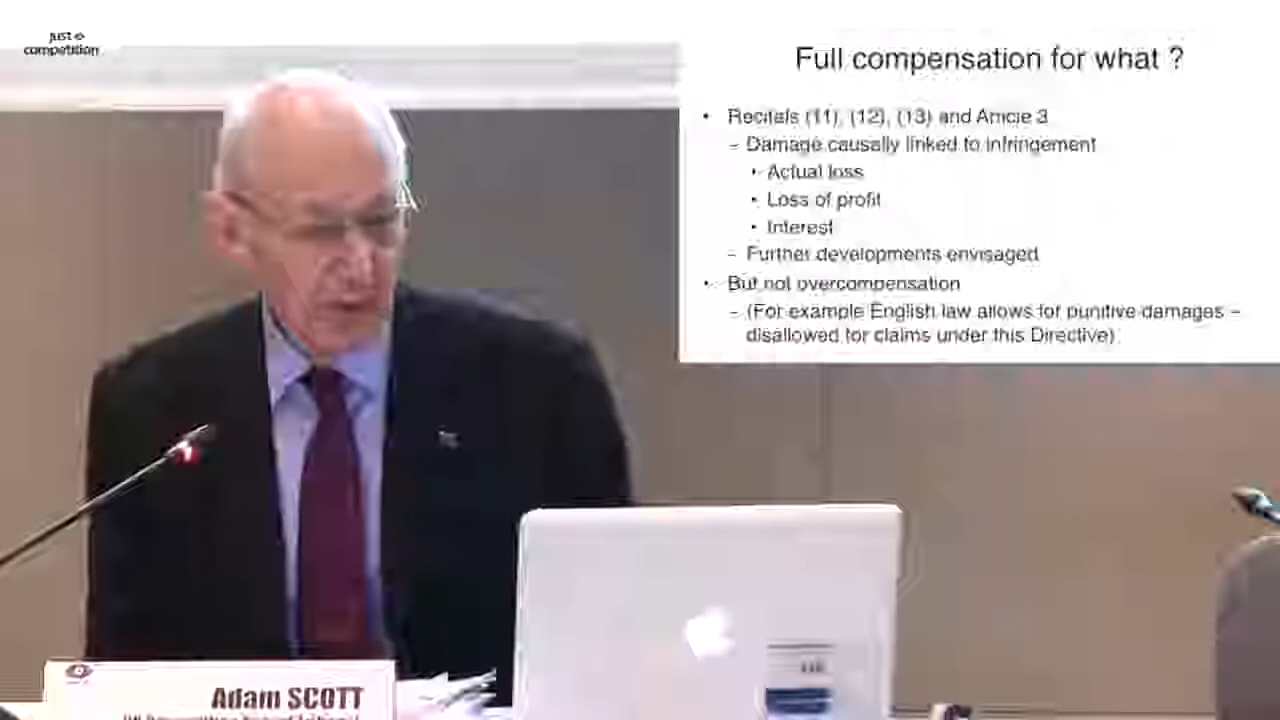 just
competition
Full compensation for what ?
• Recitals (11), (12), (13) and Article 3
– Damage causally linked to infringement
• Actual loss
• Loss of profit
• Interest
– Further developments envisaged
• But not overcompensation
– (For example English law allows for punitive damages –
disallowed for claims under this Directive)
Adam SCOTT